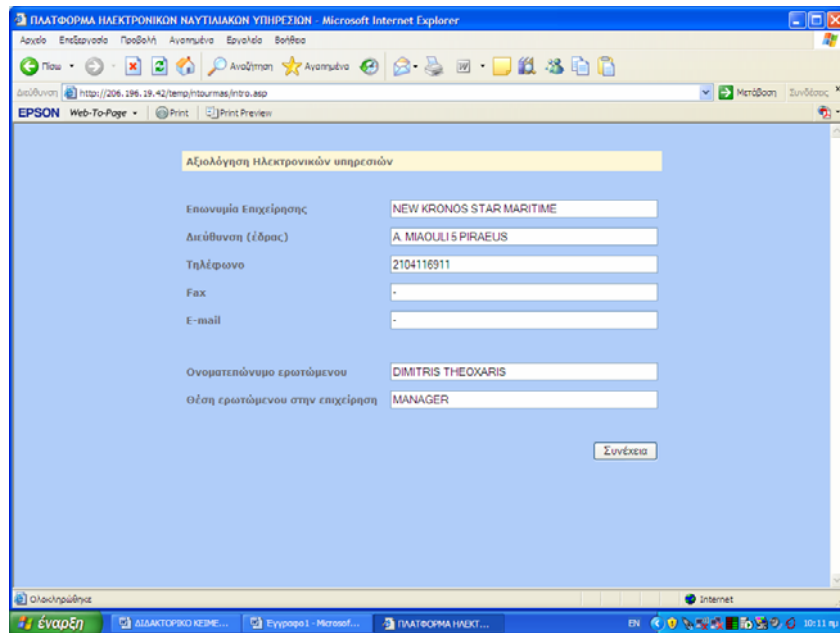 ΠΛΑΤΦΟΡΜΑ ΗΛΕΚΤΡΟΝΙΚΩΝ ΝΑΥΤΙΛΙΑΚΩΝ ΥΠΗΡΕΣΙΩΝ - Microsoft Internet Explorer
Αρχείο Επεξεργασία Προβολή Αγαπημένα Εργαλεία Βοήθεια
Πίσω Αναζήτηση Αγαπημένα
Διεύθυνση http://206.196.19.42/temp/ntourmas/intro.asp Μετάβαση Συνδέσεις
EPSON Web-To-Page Print Print Preview
Αξιολόγηση Ηλεκτρονικών υπηρεσιών
Επωνυμία Επιχείρησης NEW KRONOS STAR MARITIME
Διεύθυνση (έδρας) A. MIAOULI 5 PIRAEUS
Τηλέφωνο 2104116911
Fax -
E-mail -
Ονοματεπώνυμο ερωτώμενου DIMITRIS THEOXARIS
Θέση ερωτώμενου στην επιχείρηση MANAGER
Συνέχεια
Ολοκληρώθηκε Internet
έναρξη ΔΙΔΑΚΤΟΡΙΚΟ ΚΕΙΜΕ... Έγγραφο1 - Microsof... ΠΛΑΤΦΟΡΜΑ ΗΛΕΚΤ... EN 10:11 πμ